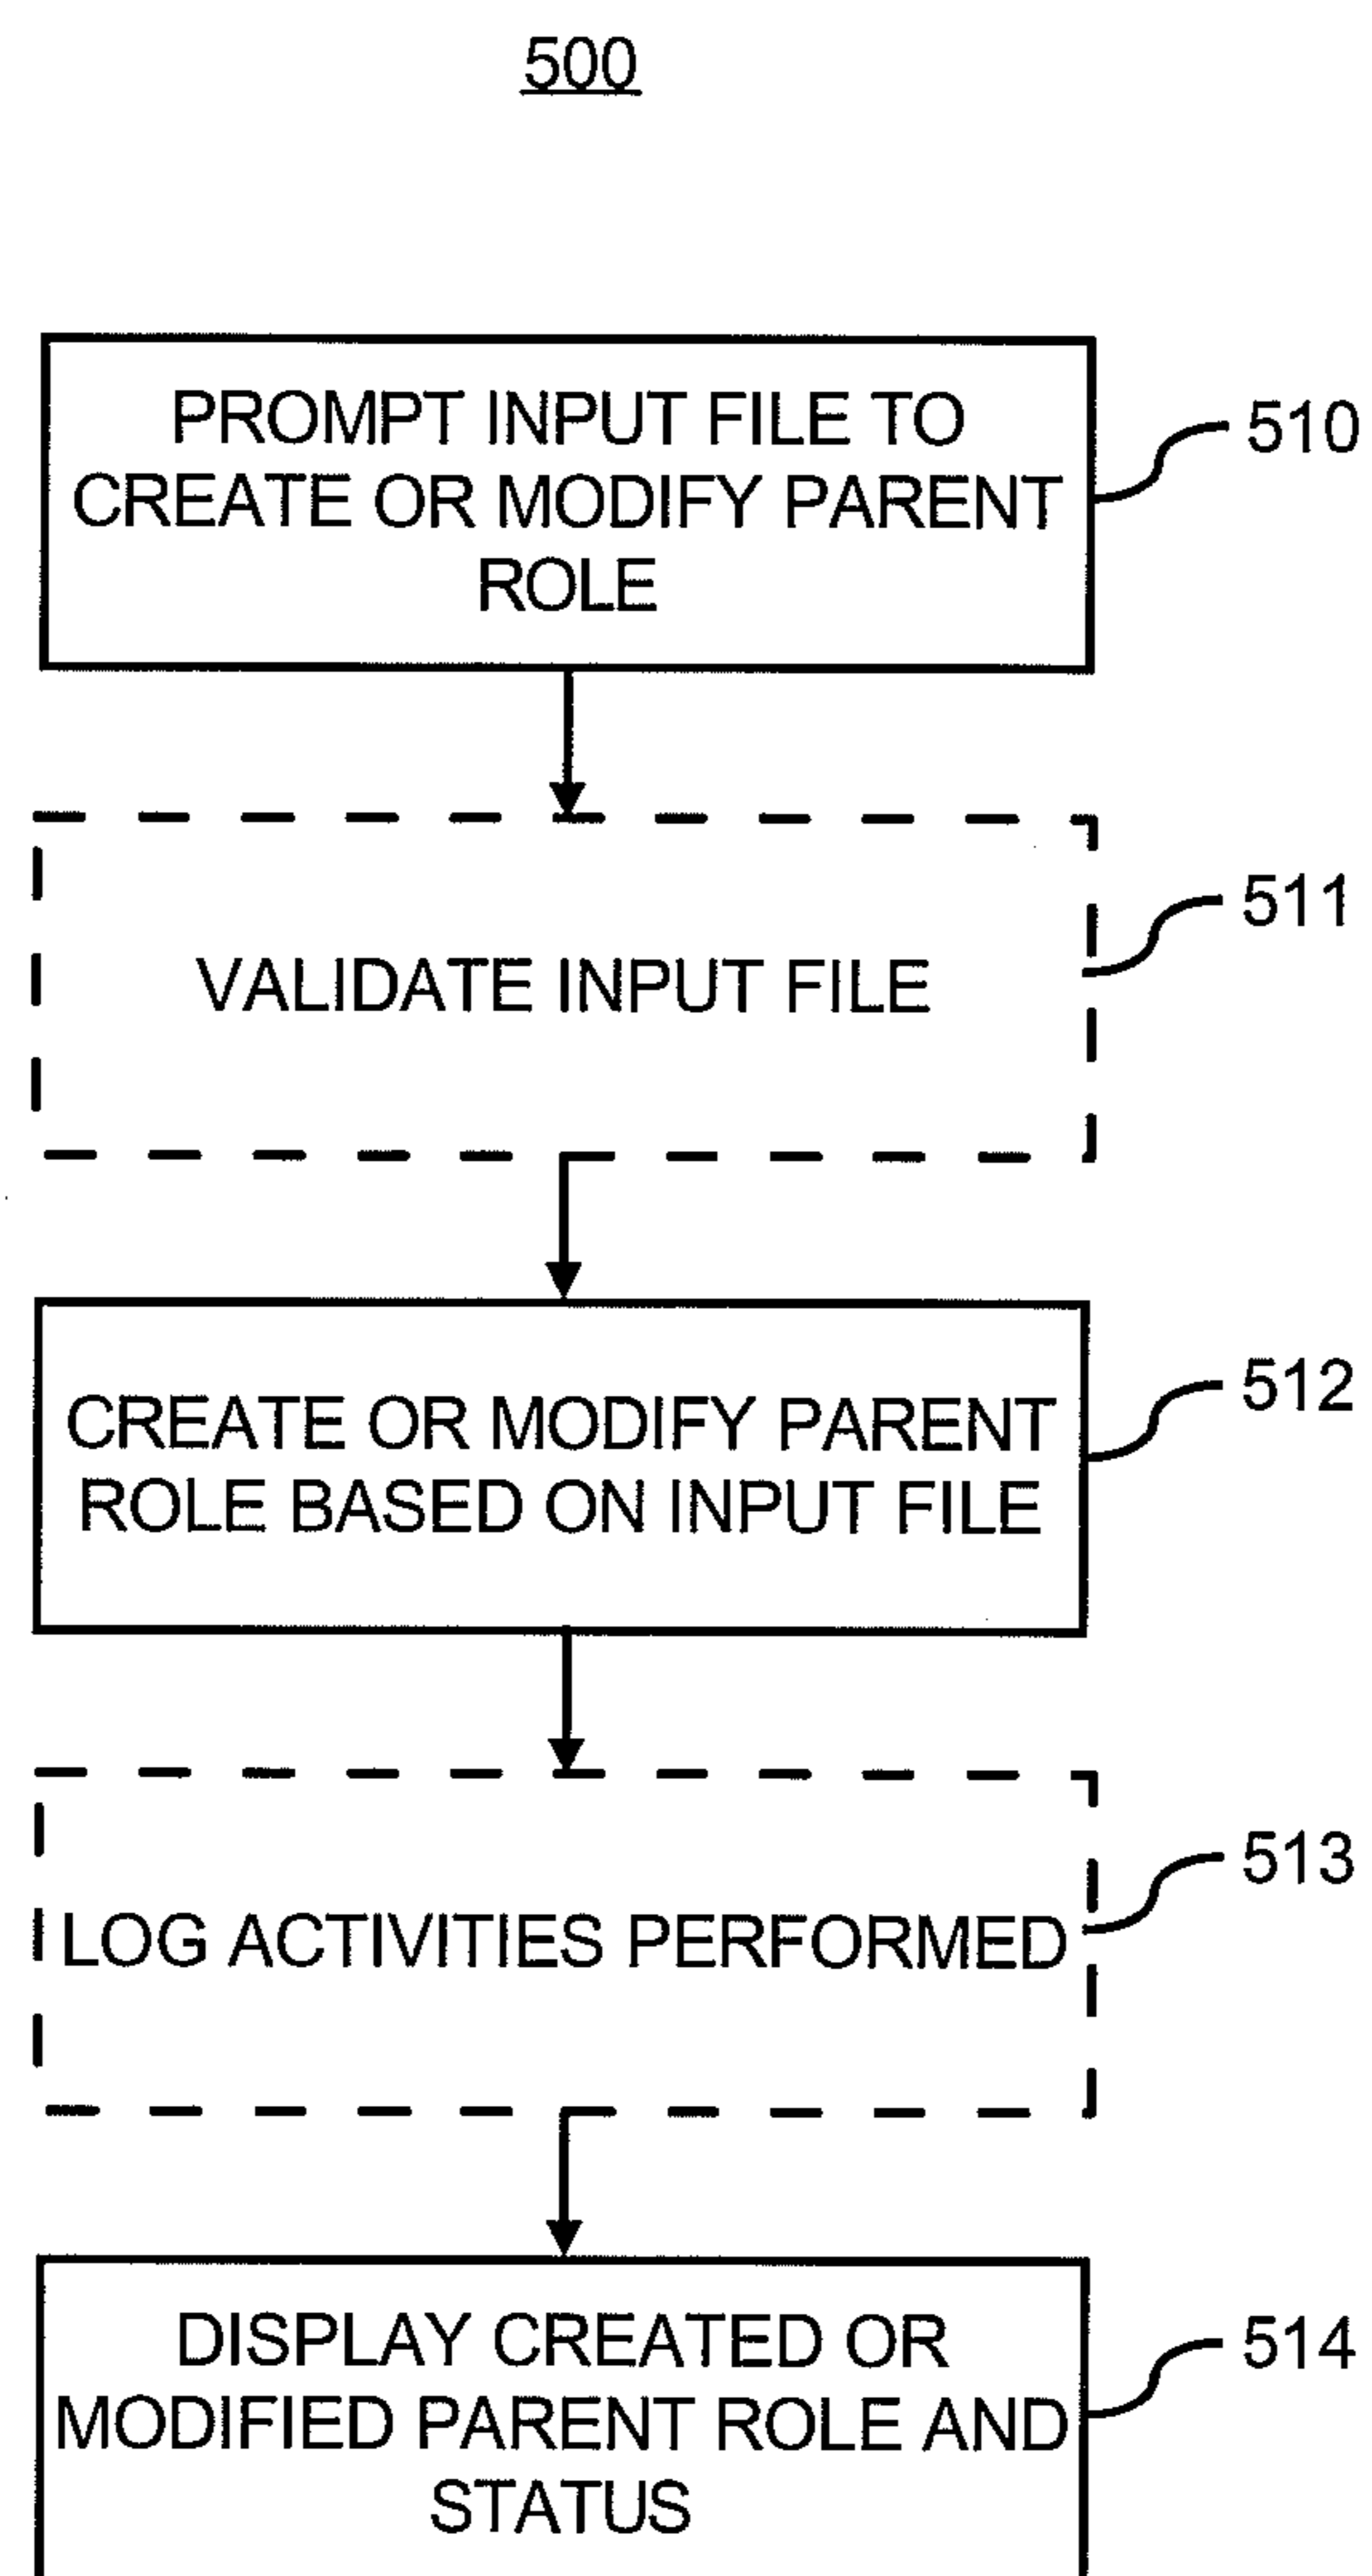 500
PROMPT INPUT FILE TO
CREATE OR MODIFY PARENT
ROLE
510
VALIDATE INPUT FILE
511
CREATE OR MODIFY PARENT
ROLE BASED ON INPUT FILE
512
LOG ACTIVITIES PERFORMED
513
DISPLAY CREATED OR
MODIFIED PARENT ROLE AND
STATUS
514